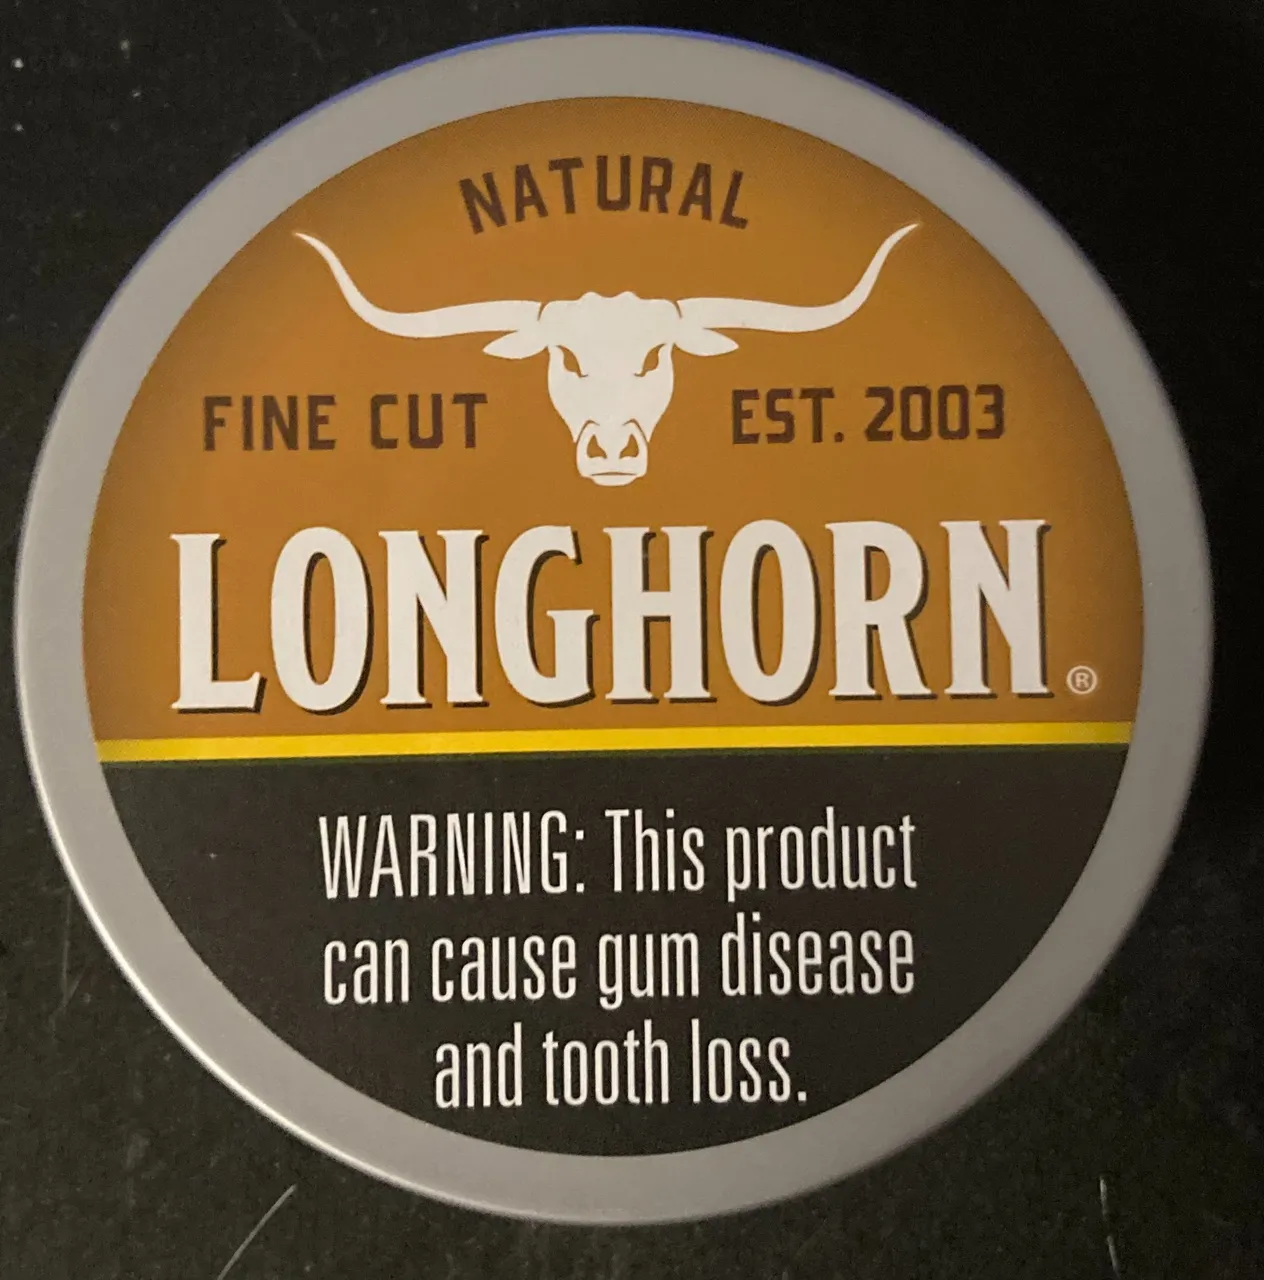 NATURAL
FINE CUT EST. 2003
LONGHORN®
WARNING: This product
can cause gum disease
and tooth loss.